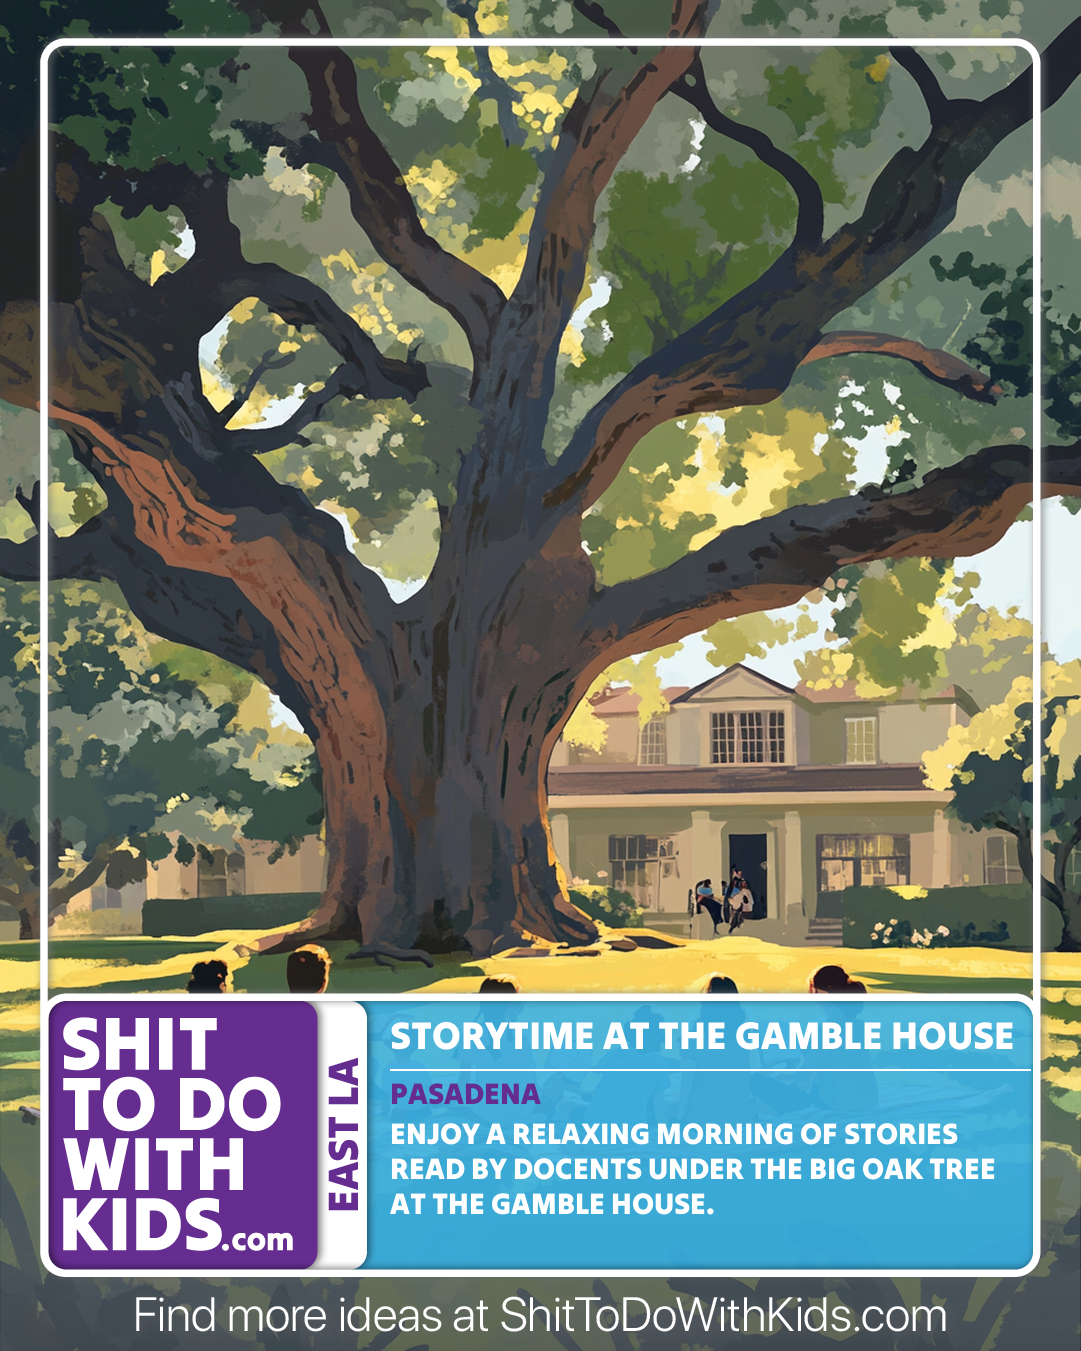 SHIT
TO DO
WITH
KIDS.com
EAST LA
STORYTIME AT THE GAMBLE HOUSE
PASADENA
ENJOY A RELAXING MORNING OF STORIES
READ BY DOCENTS UNDER THE BIG OAK TREE
AT THE GAMBLE HOUSE.
Find more ideas at ShitToDoWithKids.com